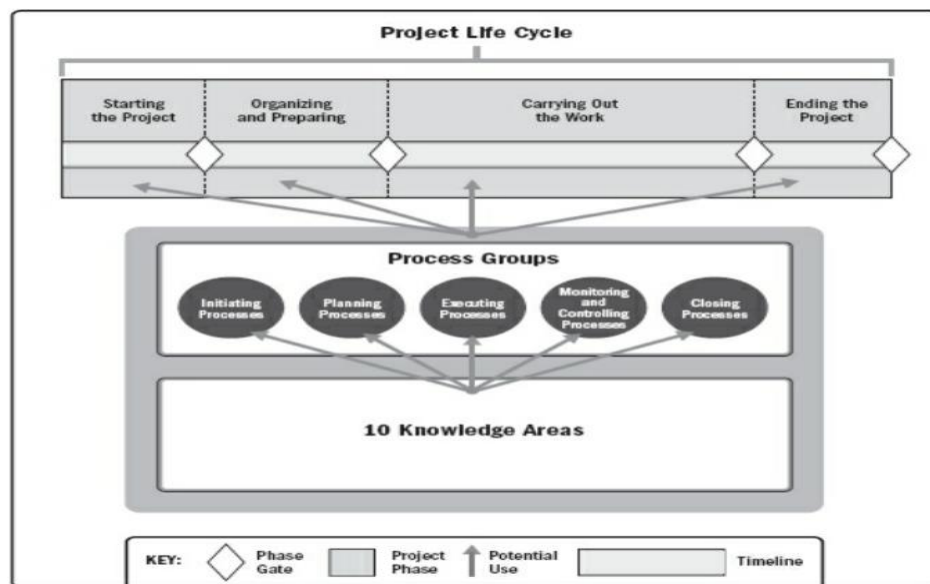 Project Life Cycle
Starting
the Project
Organizing
and Preparing
Carrying Out
the Work
Ending the
Project
Process Groups
Initiating
Processes
Planning
Processes
Executing
Processes
Monitoring
and
Controlling
Processes
Closing
Processes
10 Knowledge Areas
KEY:
Phase
Gate
Project
Phase
Potential
Use
Timeline